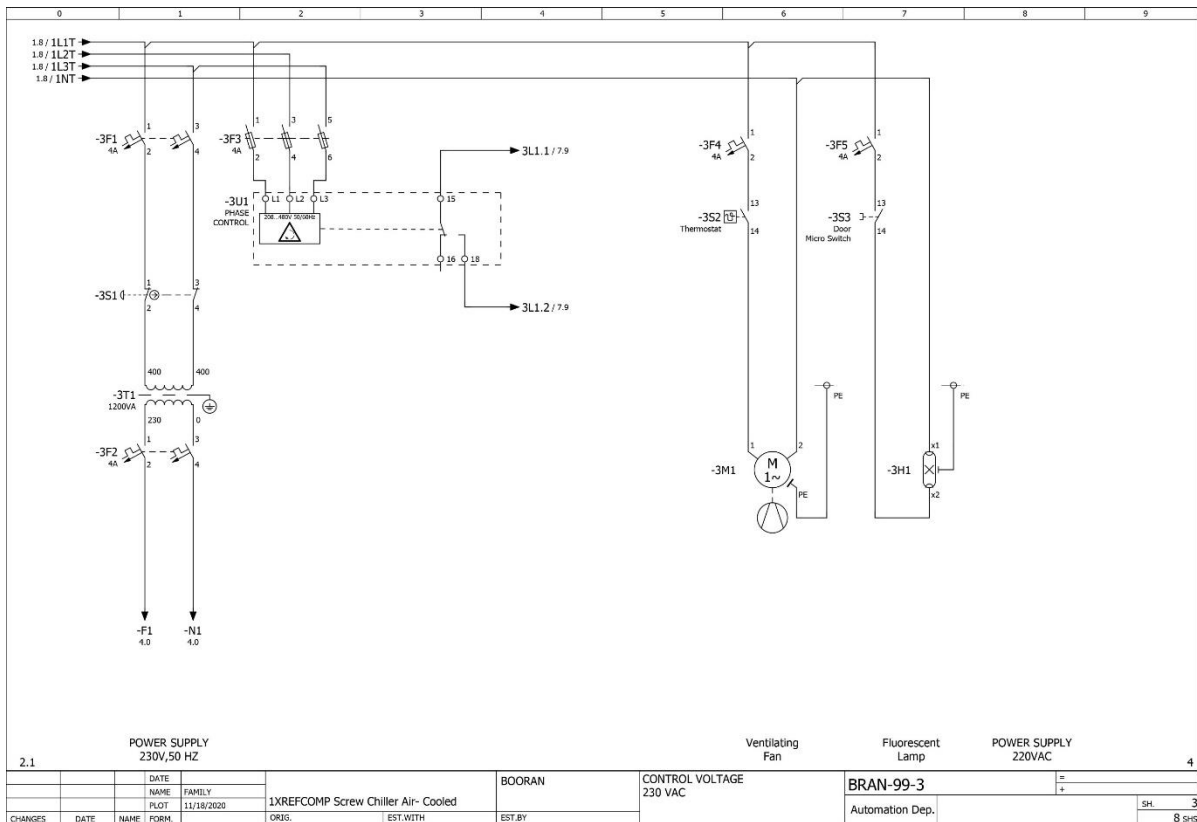 0 1 2 3 4 5 6 7 8 9
1.8 / 1L1T
1.8 / 1L2T
1.8 / 1L3T
1.8 / 1NT
1 3
-3F1
4A
2 4
1 3 5
-3F3
4A
2 4 6
3L1.1 / 7.9
-3U1
PHASE
CONTROL
L1 L2 L3
208...480V 50/60Hz
15
16 18
3L1.2 / 7.9
1 3
-3S1
2 4
400 400
-3T1
1200VA
230 0
1 3
-3F2
4A
2 4
-F1
4.0
-N1
4.0
1
-3F4
4A
2
13
-3S2
Thermostat
14
1
-3F5
4A
2
13
-3S3
Door
Micro Switch
14
PE
1 2
-3M1
M
1~
PE
PE
x1
-3H1
x2
POWER SUPPLY
230V,50 HZ
Ventilating
Fan
Fluorescent
Lamp
POWER SUPPLY
220VAC
2.1
4
DATE
NAME FAMILY
PLOT 11/18/2020
CHANGES DATE NAME FORM.
1XREFCOMP Screw Chiller Air- Cooled
ORIG. EST.WITH
BOORAN
EST.BY
CONTROL VOLTAGE
230 VAC
BRAN-99-3
Automation Dep.
=
+
SH. 3
8 SHS